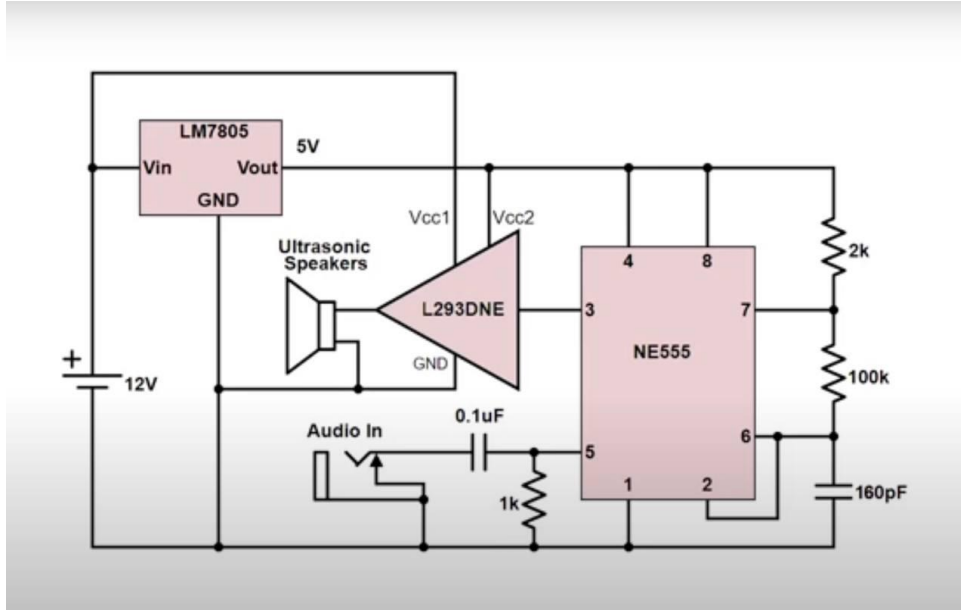 LM7805
5V
Vin
Vout
GND
Vcc1
Vcc2
Ultrasonic
Speakers
4
8
2k
L293DNE
3
7
NE555
GND
+
12V
100k
0.1uF
Audio In
6
5
1
2
1k
160pF